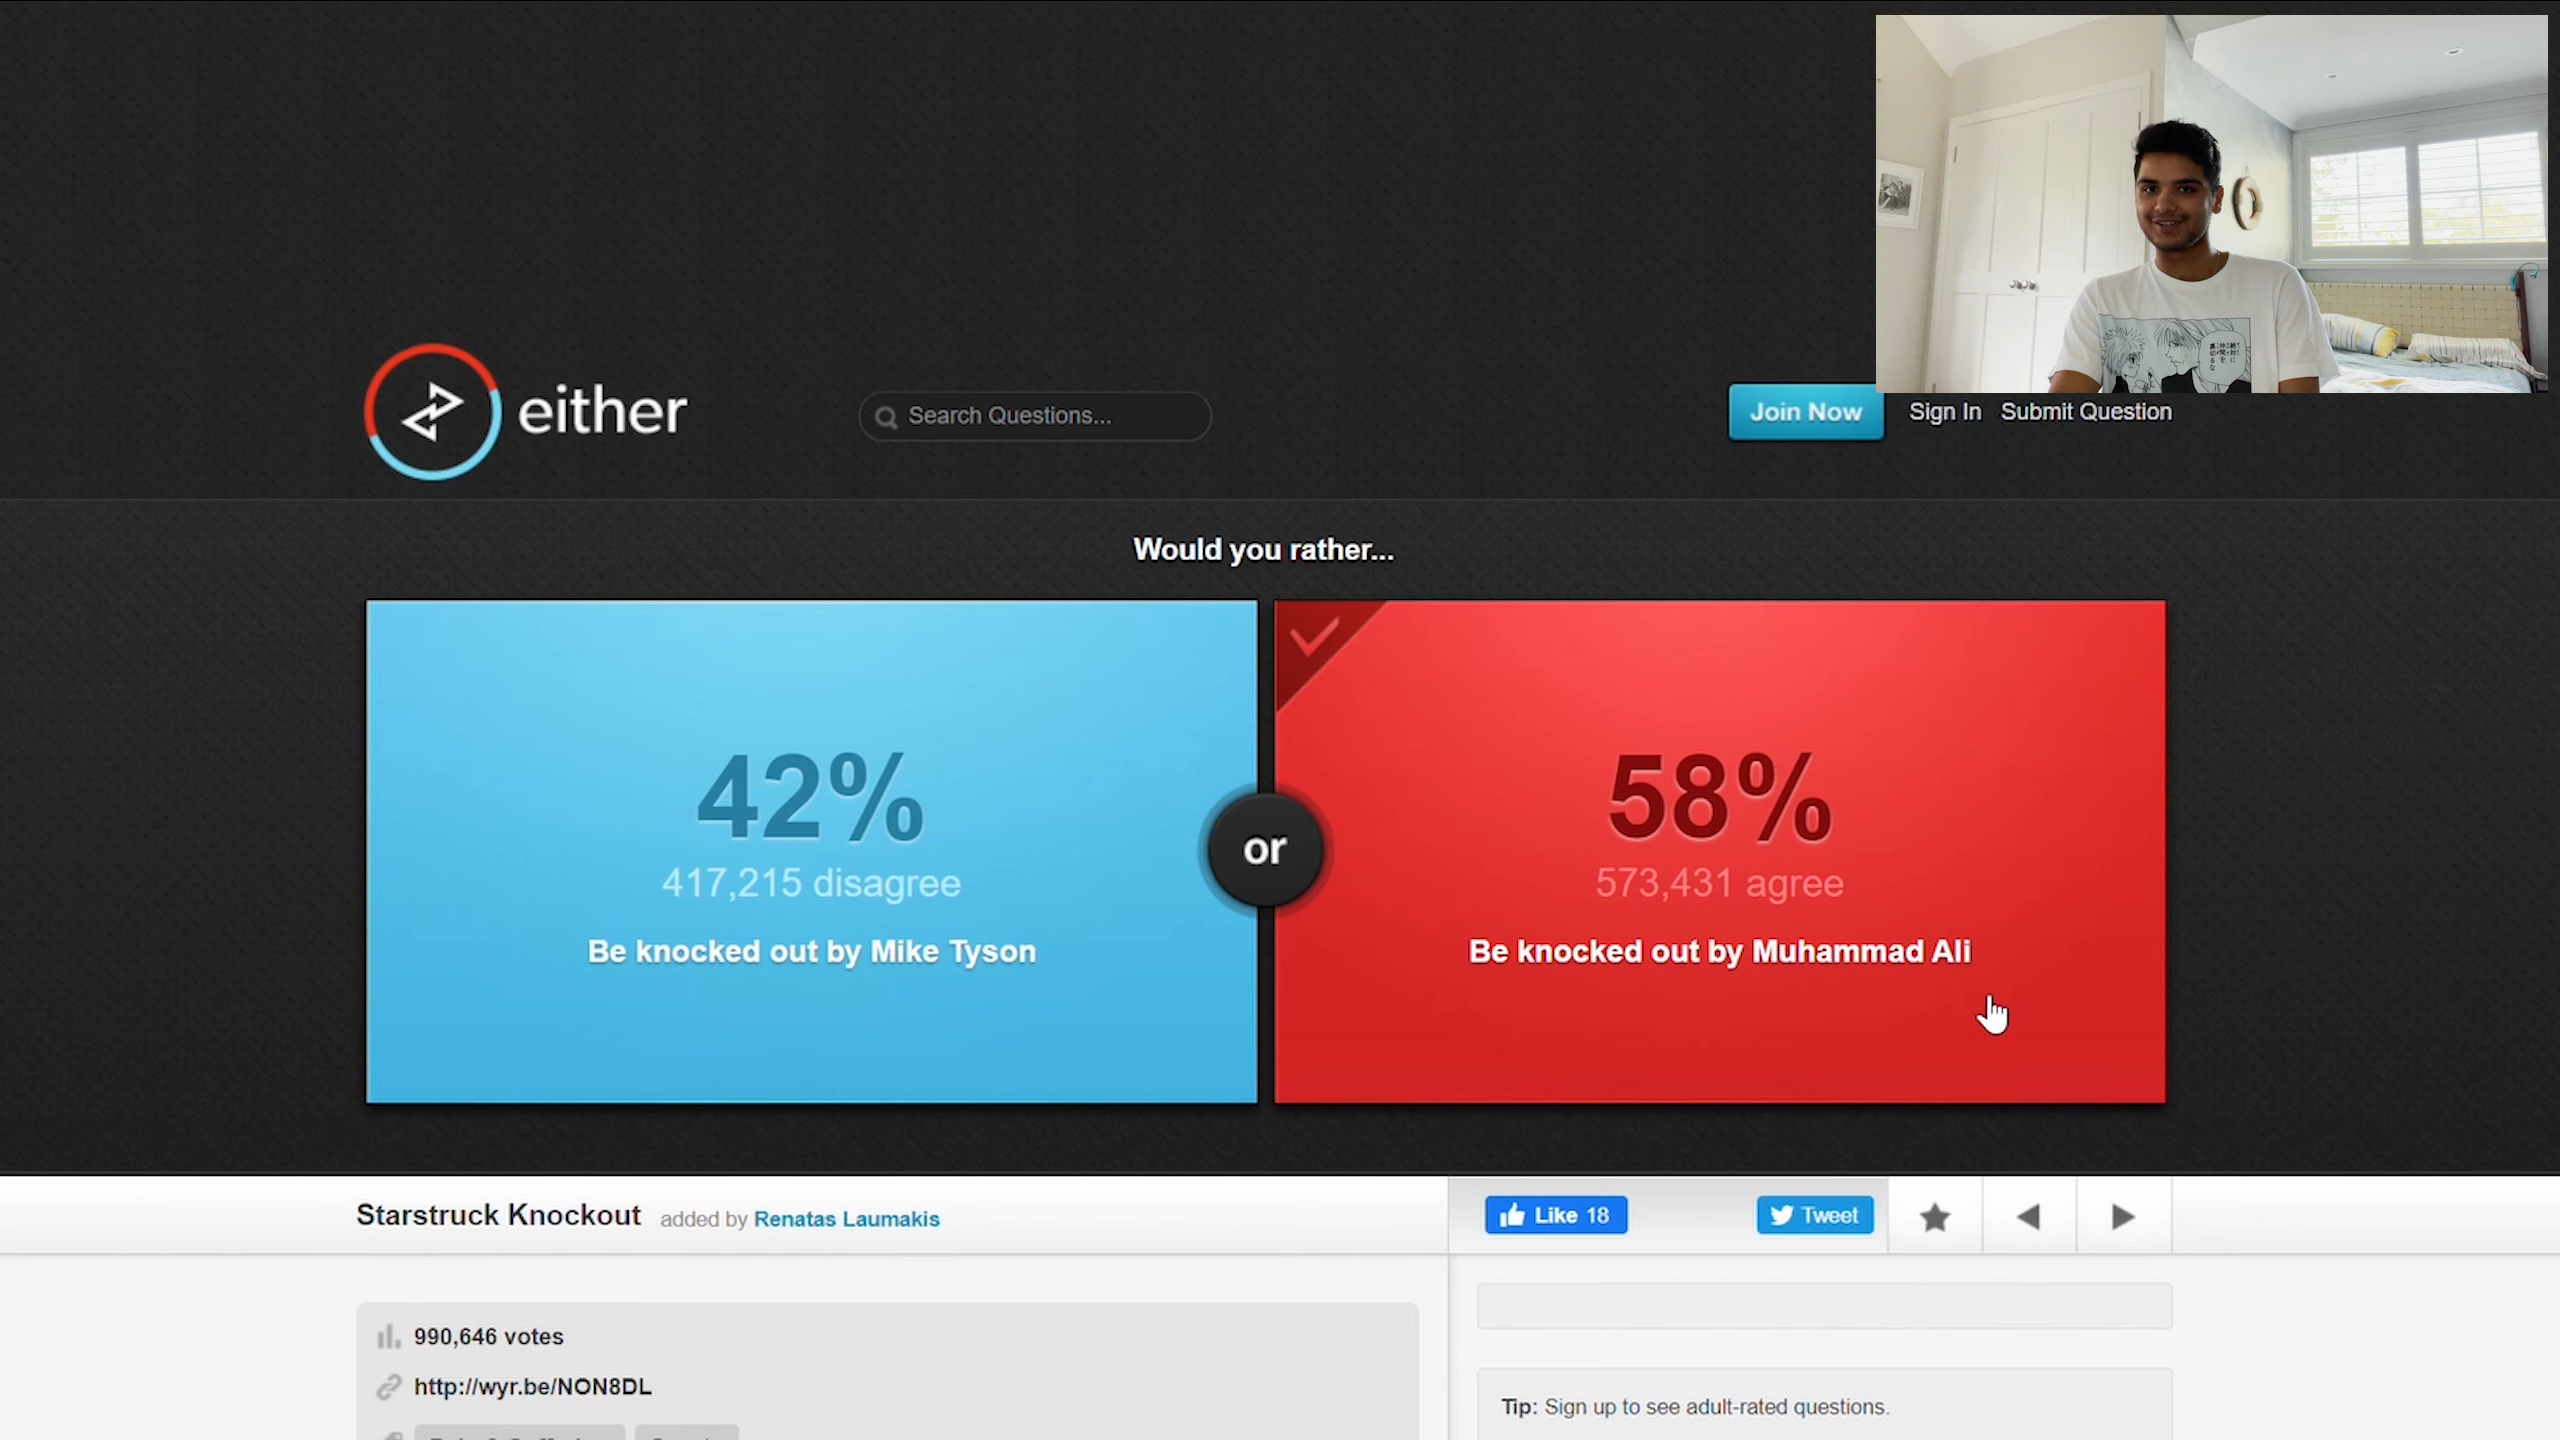 either
Search Questions...
Join Now
Sign In
Submit Question
Would you rather...
42%
417,215 disagree
Be knocked out by Mike Tyson
or
58%
573,431 agree
Be knocked out by Muhammad Ali
Starstruck Knockout added by Renatas Laumakis
Like 18
Tweet
990,646 votes
http://wyr.be/NON8DL
Tip: Sign up to see adult-rated questions.